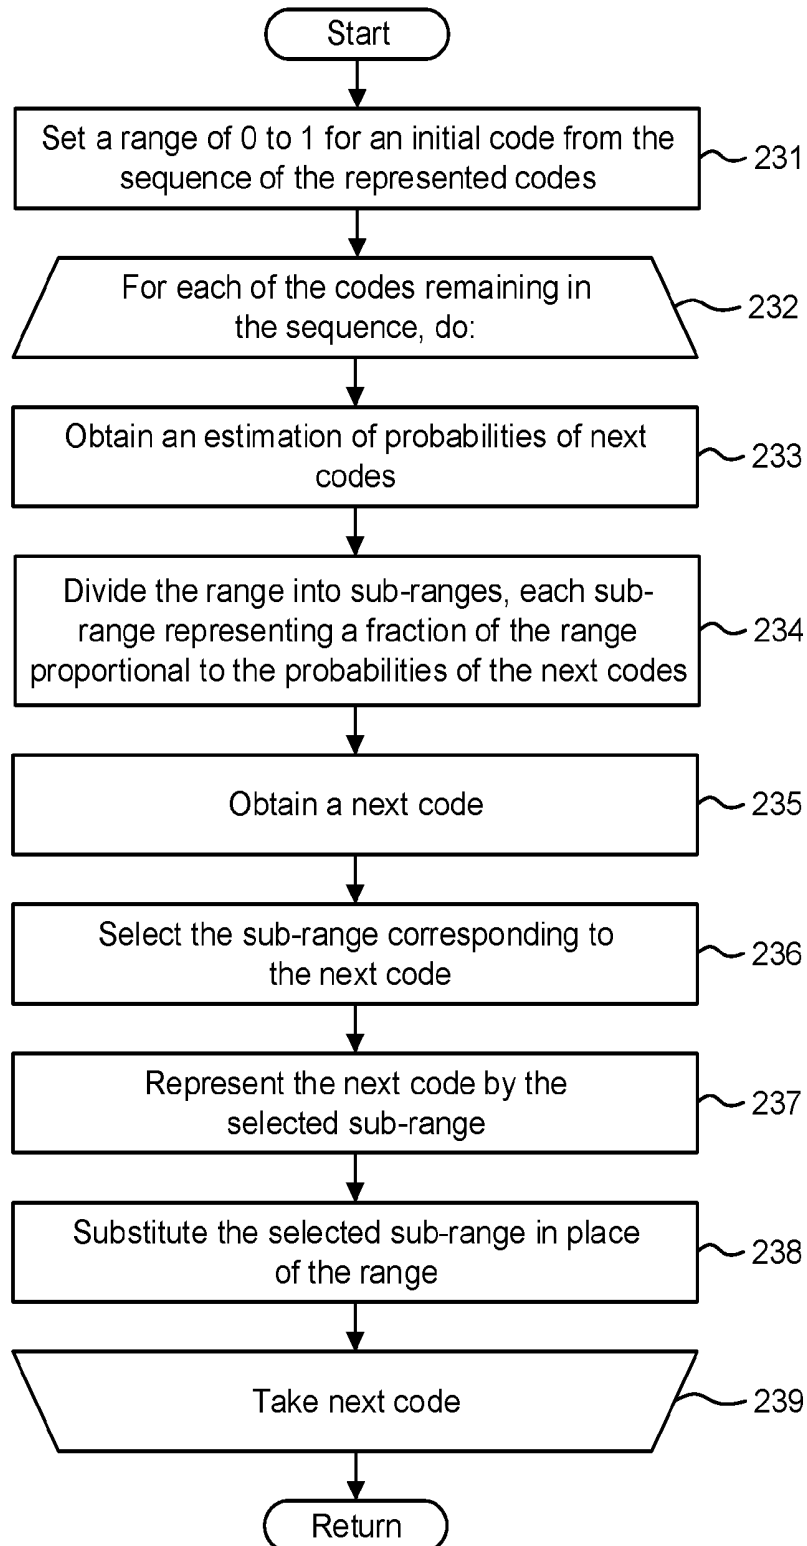 Start
Set a range of 0 to 1 for an initial code from the
sequence of the represented codes
231
For each of the codes remaining in
the sequence, do:
232
Obtain an estimation of probabilities of next
codes
233
Divide the range into sub-ranges, each sub-
range representing a fraction of the range
proportional to the probabilities of the next codes
234
Obtain a next code
235
Select the sub-range corresponding to
the next code
236
Represent the next code by the
selected sub-range
237
Substitute the selected sub-range in place
of the range
238
Take next code
239
Return